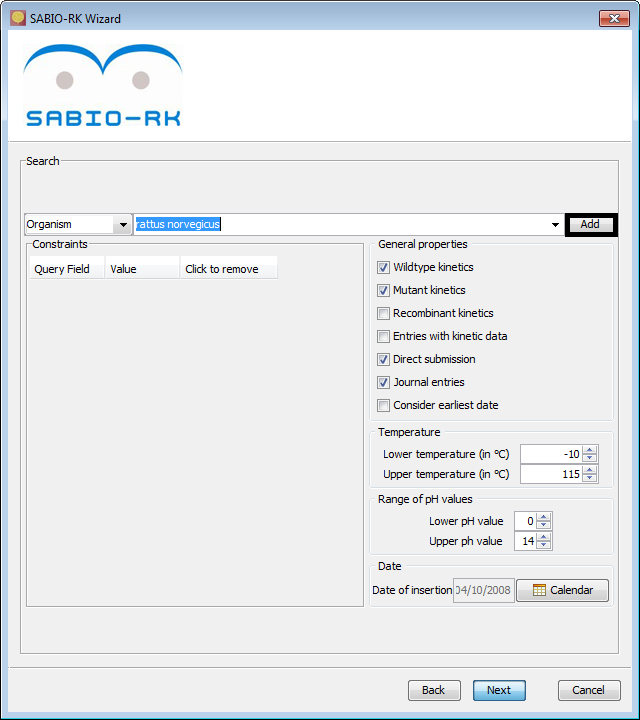 SABIO-RK Wizard
SABIO-RK
Search
Organism rattus norvegicus Add
Constraints
Query Field Value Click to remove
General properties
Wildtype kinetics
Mutant kinetics
Recombinant kinetics
Entries with kinetic data
Direct submission
Journal entries
Consider earliest date
Temperature
Lower temperature (in °C) -10
Upper temperature (in °C) 115
Range of pH values
Lower pH value 0
Upper ph value 14
Date
Date of insertion 04/10/2008 Calendar
Back Next Cancel